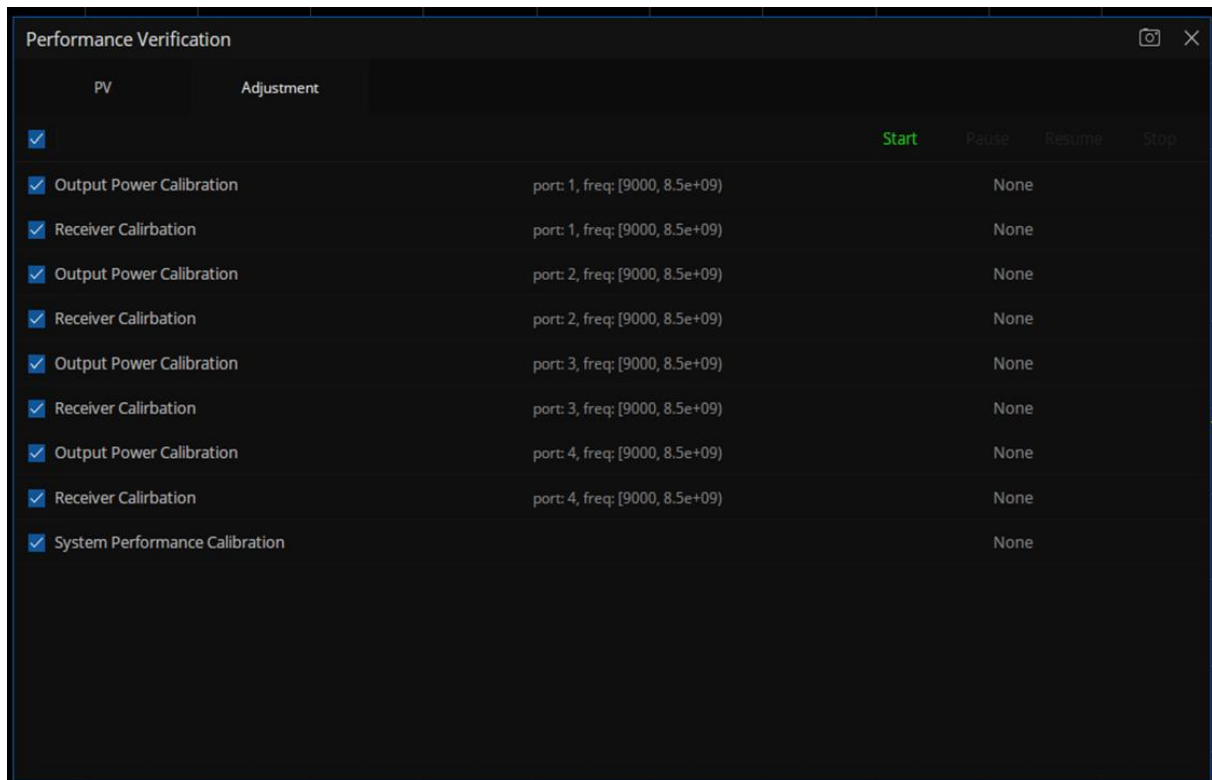 Performance Verification
PV Adjustment
Start Pause Resume Stop
Output Power Calibration port: 1, freq: [9000, 8.5e+09) None
Receiver Calirbation port: 1, freq: [9000, 8.5e+09) None
Output Power Calibration port: 2, freq: [9000, 8.5e+09) None
Receiver Calirbation port: 2, freq: [9000, 8.5e+09) None
Output Power Calibration port: 3, freq: [9000, 8.5e+09) None
Receiver Calirbation port: 3, freq: [9000, 8.5e+09) None
Output Power Calibration port: 4, freq: [9000, 8.5e+09) None
Receiver Calirbation port: 4, freq: [9000, 8.5e+09) None
System Performance Calibration None